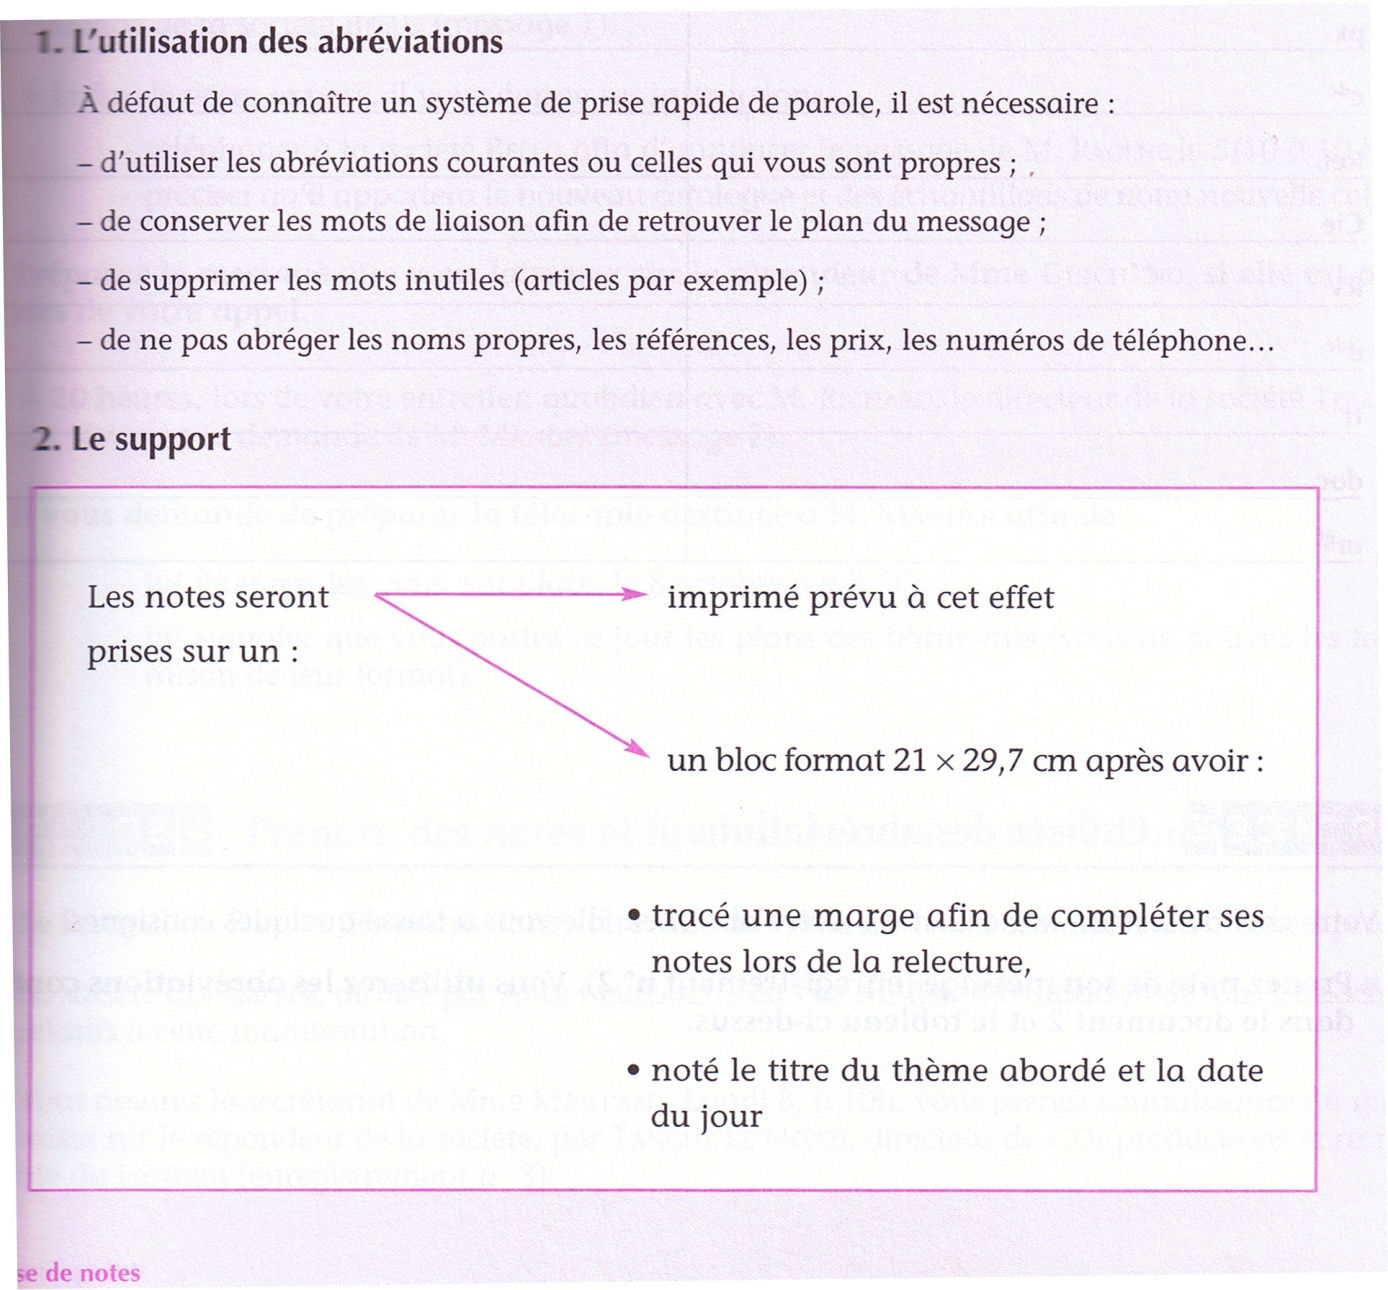 1. L'utilisation des abréviations
À défaut de connaître un système de prise rapide de parole, il est nécessaire :
– d'utiliser les abréviations courantes ou celles qui vous sont propres ;
– de conserver les mots de liaison afin de retrouver le plan du message ;
– de supprimer les mots inutiles (articles par exemple) ;
– de ne pas abréger les noms propres, les références, les prix, les numéros de téléphone...
2. Le support
Les notes seront
prises sur un :
imprimé prévu à cet effet
un bloc format 21 × 29,7 cm après avoir :
• tracé une marge afin de compléter ses
notes lors de la relecture,
• noté le titre du thème abordé et la date
du jour
se de notes